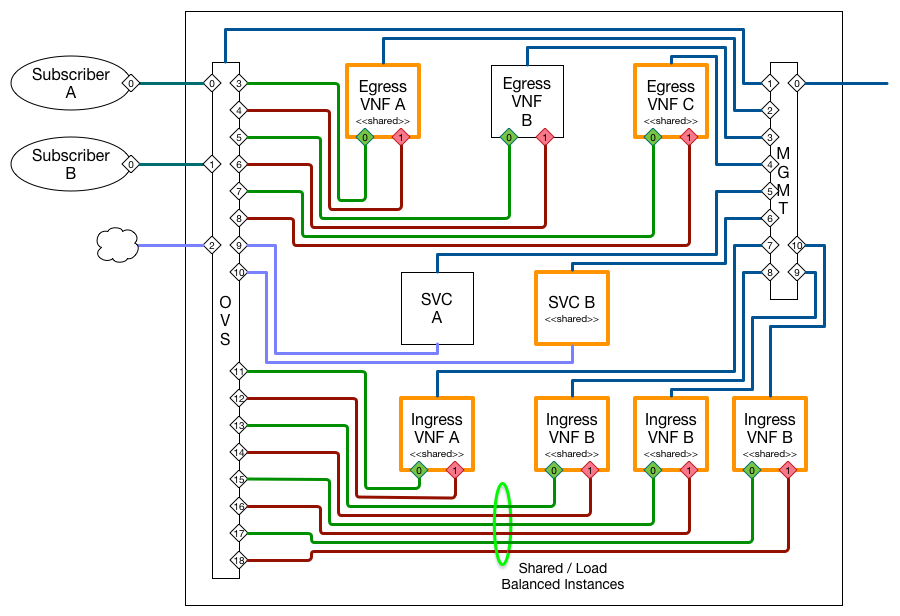 Subscriber
A
0
0
3
Egress
VNF A
<<shared>>
0
1
Egress
VNF
B
0
1
Egress
VNF C
<<shared>>
0
1
1
0
4
2
5
3
Subscriber
B
0
1
6
4
7
5
8
6
M
G
M
T
2
9
7
10
10
8
9
O
V
S
SVC
A
SVC B
<<shared>>
11
12
13
14
15
16
17
18
Ingress
VNF A
<<shared>>
0
1
Ingress
VNF B
<<shared>>
0
1
Ingress
VNF B
<<shared>>
0
1
Ingress
VNF B
<<shared>>
0
1
Shared / Load
Balanced Instances